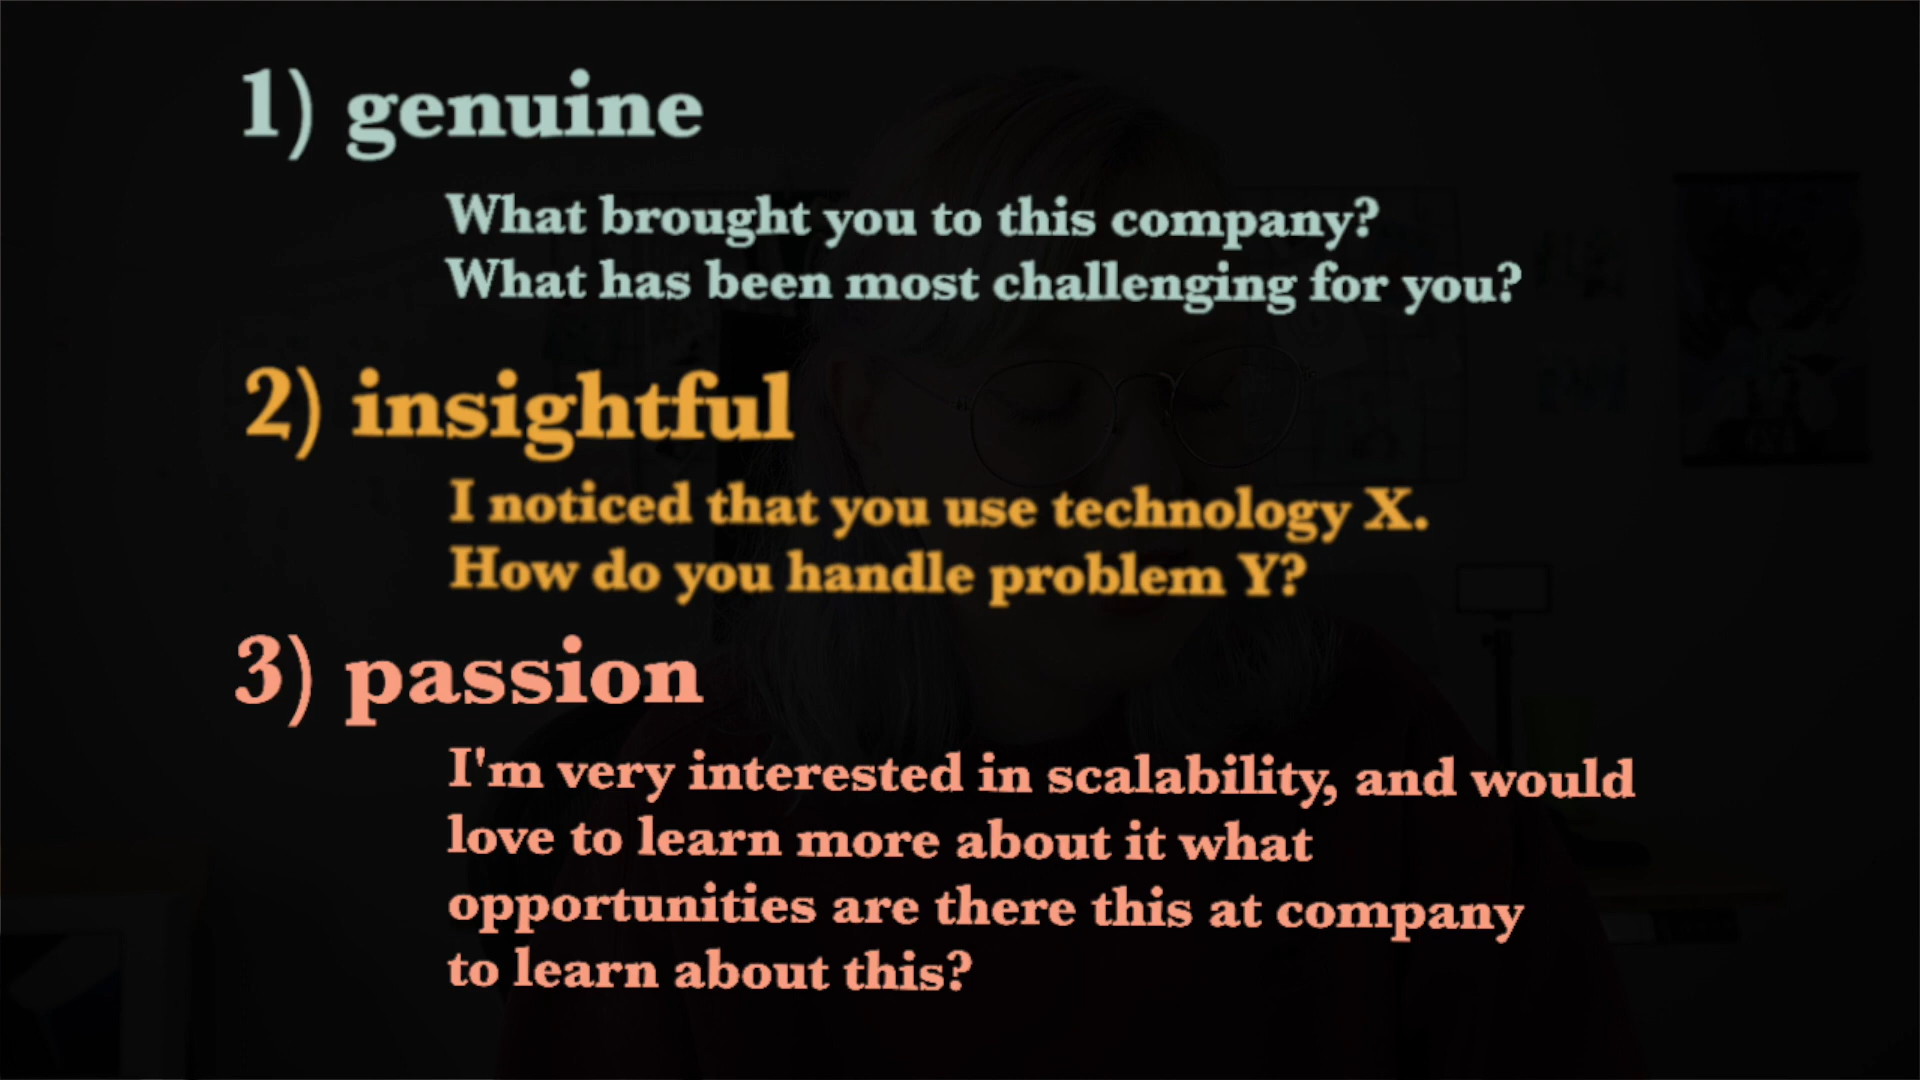 1) genuine
What brought you to this company?
What has been most challenging for you?
2) insightful
I noticed that you use technology X.
How do you handle problem Y?
3) passion
I'm very interested in scalability, and would
love to learn more about it what
opportunities are there this at company
to learn about this?